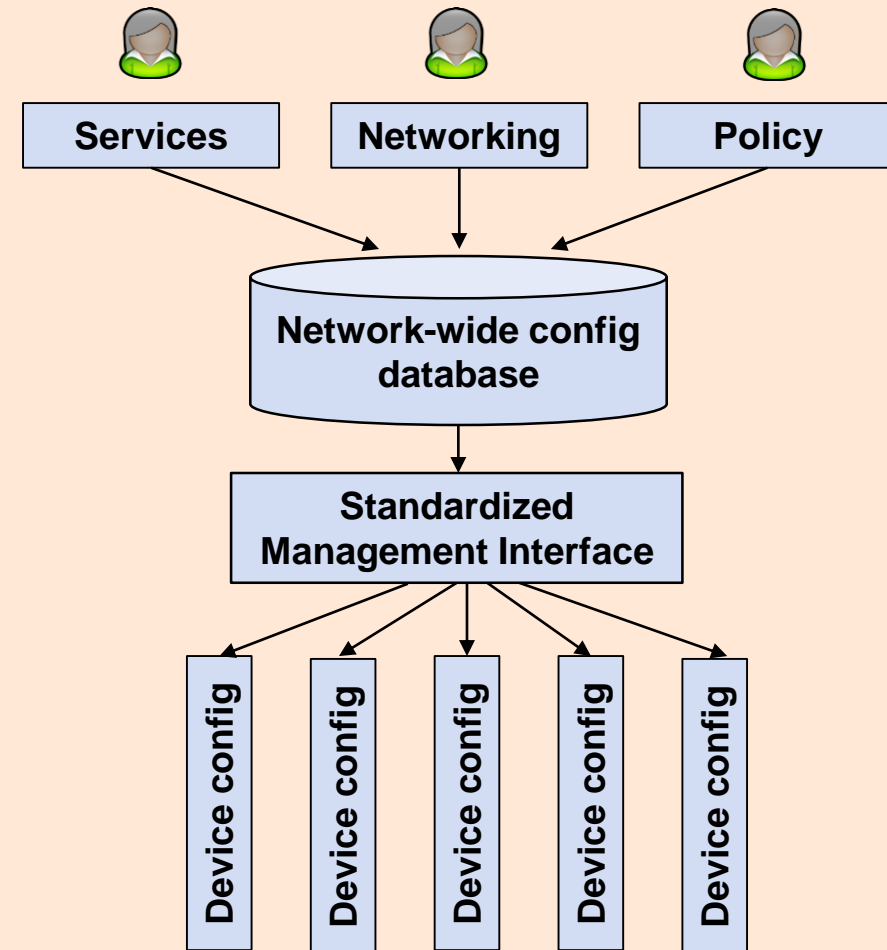 Services
Networking
Policy
Network-wide config
database
Standardized
Management Interface
Device config
Device config
Device config
Device config
Device config